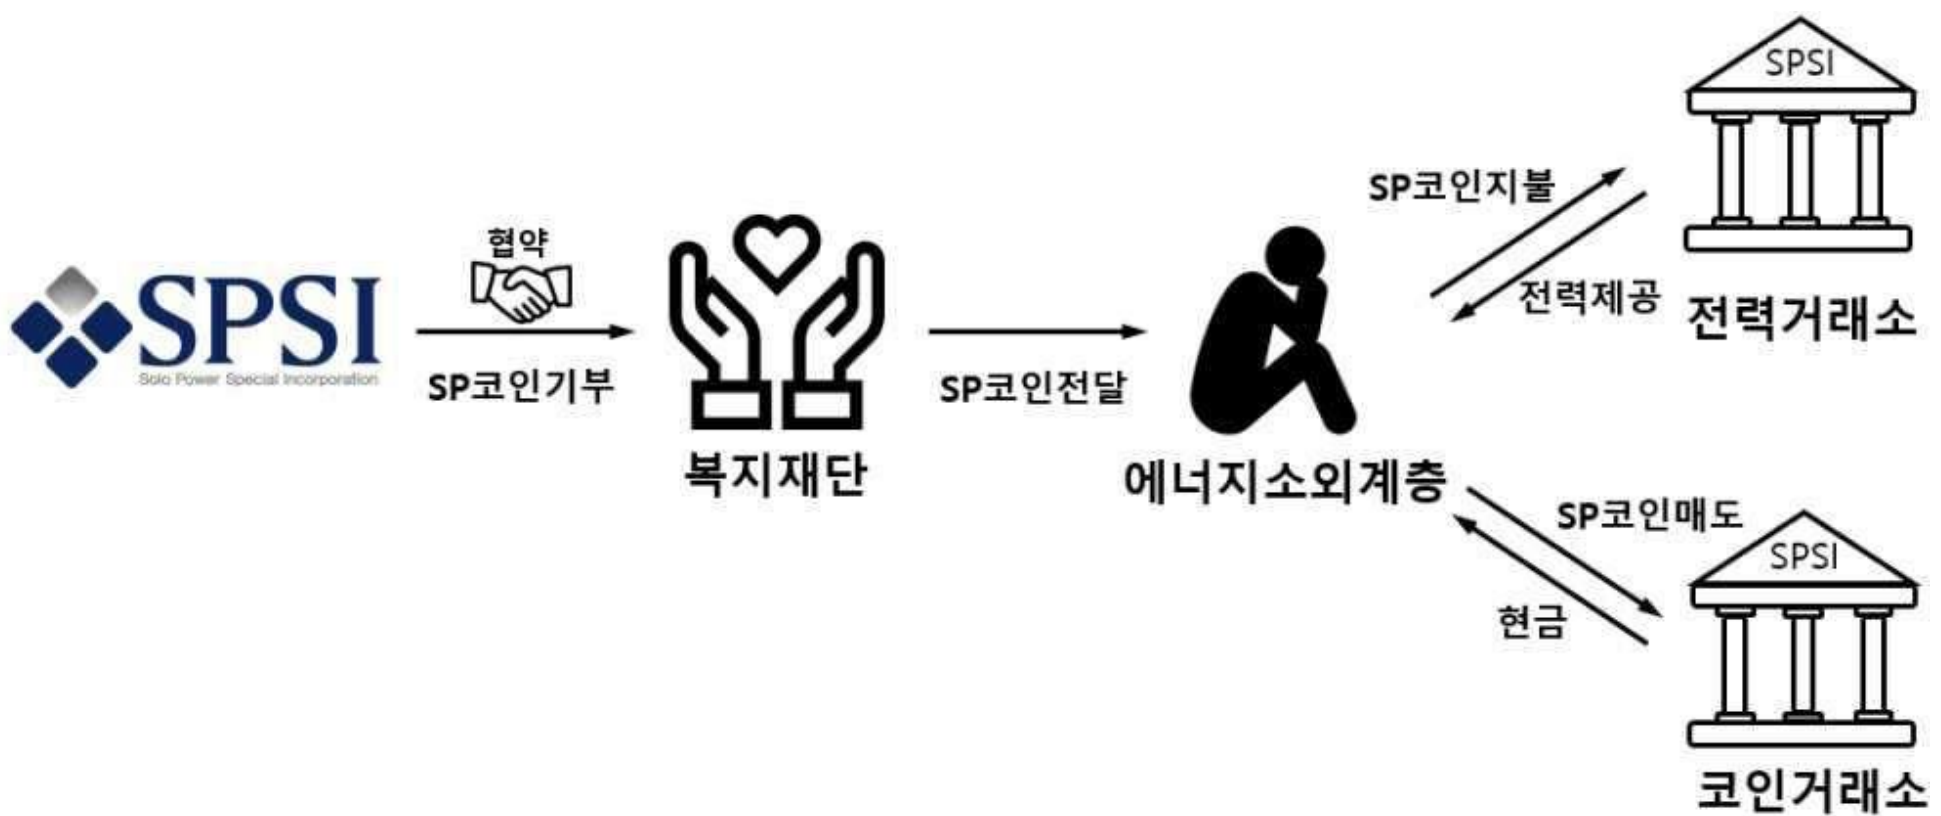 SPSI
Solo Power Special Incorporation
협약
SP코인기부
복지재단
SP코인전달
에너지소외계층
SP코인지불
전력제공
SPSI
전력거래소
SP코인매도
현금
SPSI
코인거래소